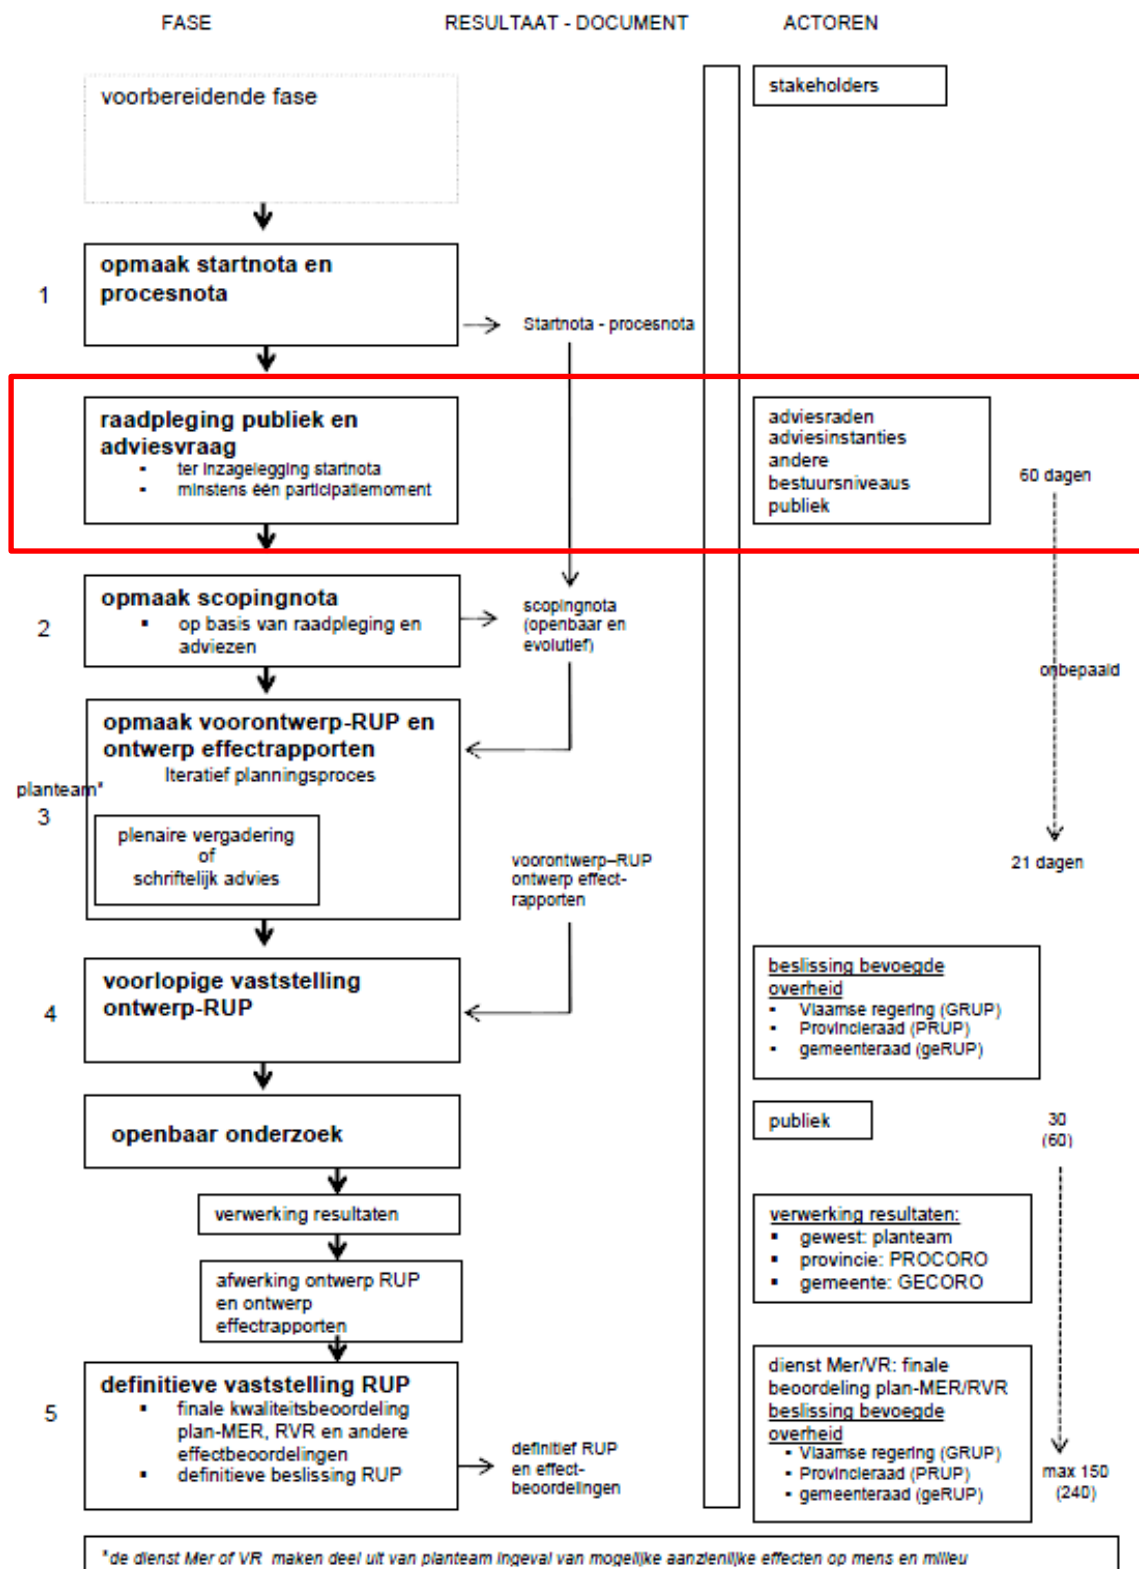 FASE
RESULTAAT - DOCUMENT
ACTOREN
voorbereidende fase
stakeholders
1
opmaak startnota en
procesnota
Startnota - procesnota
raadpleging publiek en
adviesvraag
▪ ter inzagelegging startnota
▪ minstens één participatiemoment
adviesraden
adviesinstanties
andere
bestuursniveaus
publiek
60 dagen
2
opmaak scopingnota
▪ op basis van raadpleging en
adviezen
scopingnota
(openbaar en
evolutief)
onbepaald
planteam*
3
opmaak voorontwerp-RUP en
ontwerp effectrapporten
Iteratief planningsproces
plenaire vergadering
of
schriftelijk advies
voorontwerp–RUP
ontwerp effect-
rapporten
21 dagen
4
voorlopige vaststelling
ontwerp-RUP
beslissing bevoegde
overheid
▪ Vlaamse regering (GRUP)
▪ Provincieraad (PRUP)
▪ gemeenteraad (geRUP)
openbaar onderzoek
publiek
30
(60)
verwerking resultaten
verwerking resultaten:
▪ gewest: planteam
▪ provincie: PROCORO
▪ gemeente: GECORO
afwerking ontwerp RUP
en ontwerp
effectrapporten
5
definitieve vaststelling RUP
▪ finale kwaliteitsbeoordeling
plan-MER, RVR en andere
effectbeoordelingen
▪ definitieve beslissing RUP
definitief RUP
en effect-
beoordelingen
dienst Mer/VR: finale
beoordeling plan-MER/RVR
beslissing bevoegde
overheid
▪ Vlaamse regering (GRUP)
▪ Provincieraad (PRUP)
▪ gemeenteraad (geRUP)
max 150
(240)
*de dienst Mer of VR maken deel uit van planteam ingeval van mogelijke aanzienlijke effecten op mens en milieu